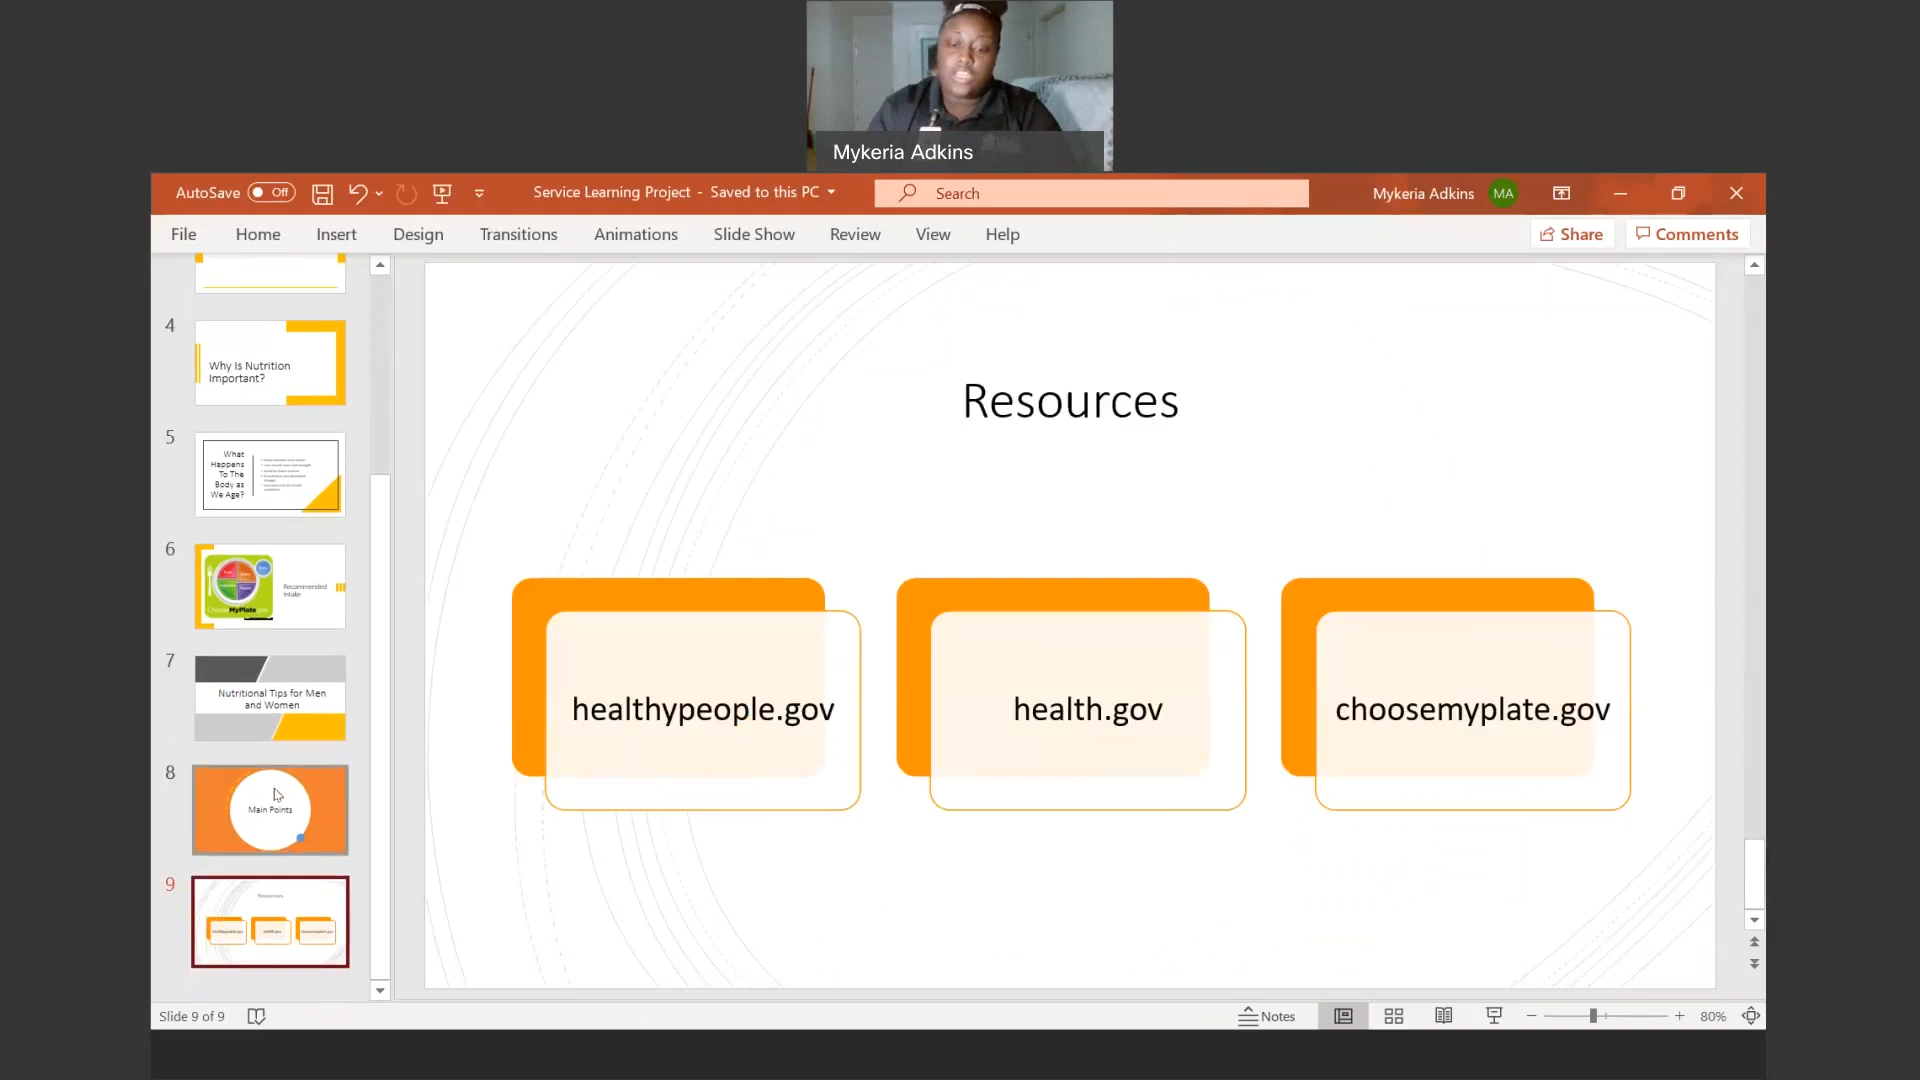 Mykeria Adkins
AutoSave Off
Service Learning Project - Saved to this PC
Search
Mykeria Adkins MA
File Home Insert Design Transitions Animations Slide Show Review View Help
Share Comments
4
Why Is Nutrition
Important?
5
What
Happens
To The
Body as
We Age?
6
ChooseMyPlate.gov
Recommended
Intake
7
Nutritional Tips for Men
and Women
8
Main Points
9
Resources
Resources
healthypeople.gov
health.gov
choosemyplate.gov
Slide 9 of 9
Notes
80%